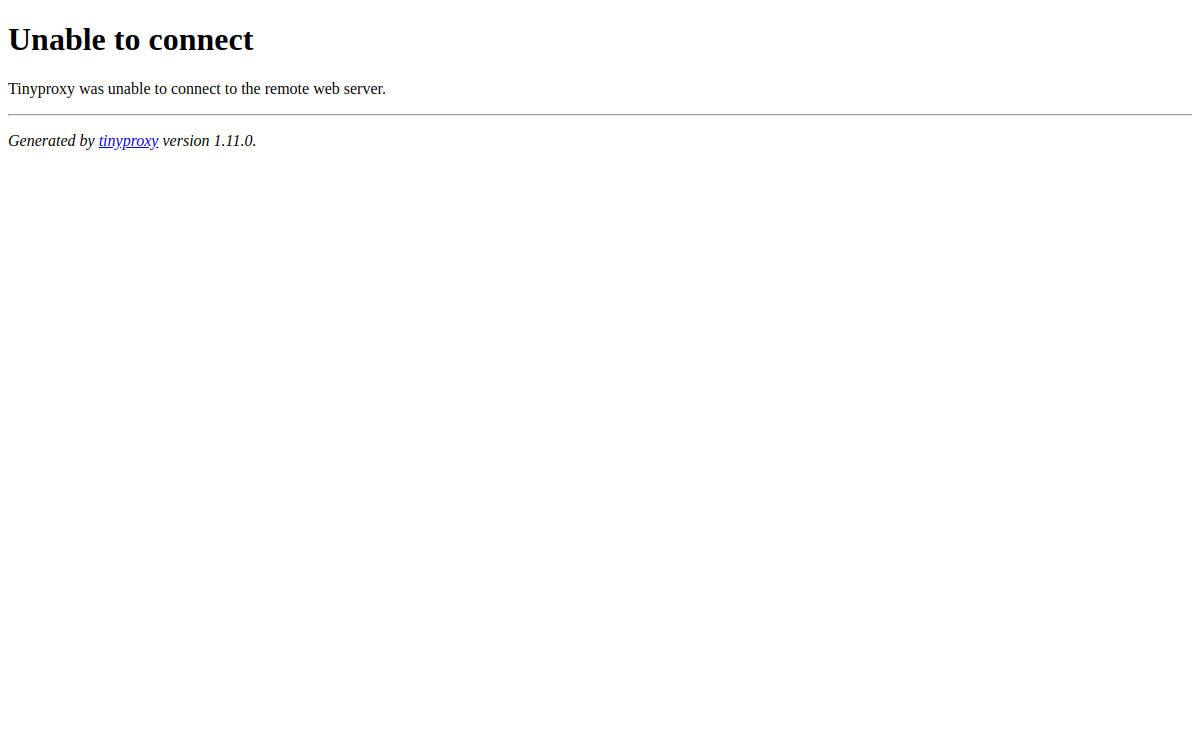 Unable to connect
Tinyproxy was unable to connect to the remote web server.
Generated by tinyproxy version 1.11.0.